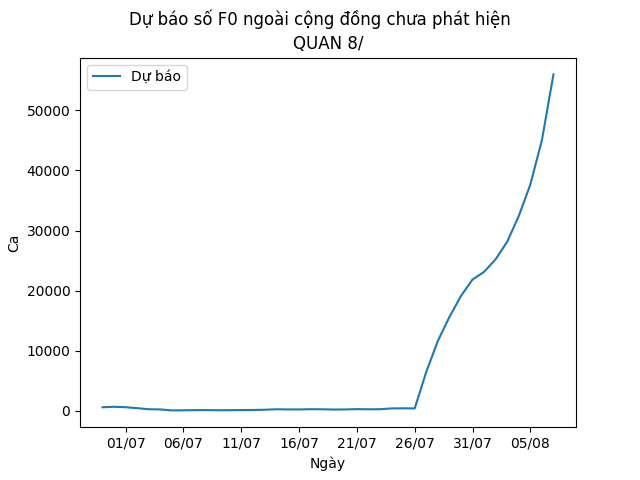 Dự báo số F0 ngoài cộng đồng chưa phát hiện
QUAN 8/
Dự báo
50000
40000
30000
20000
10000
0
Ca
01/07 06/07 11/07 16/07 21/07 26/07 31/07 05/08
Ngày